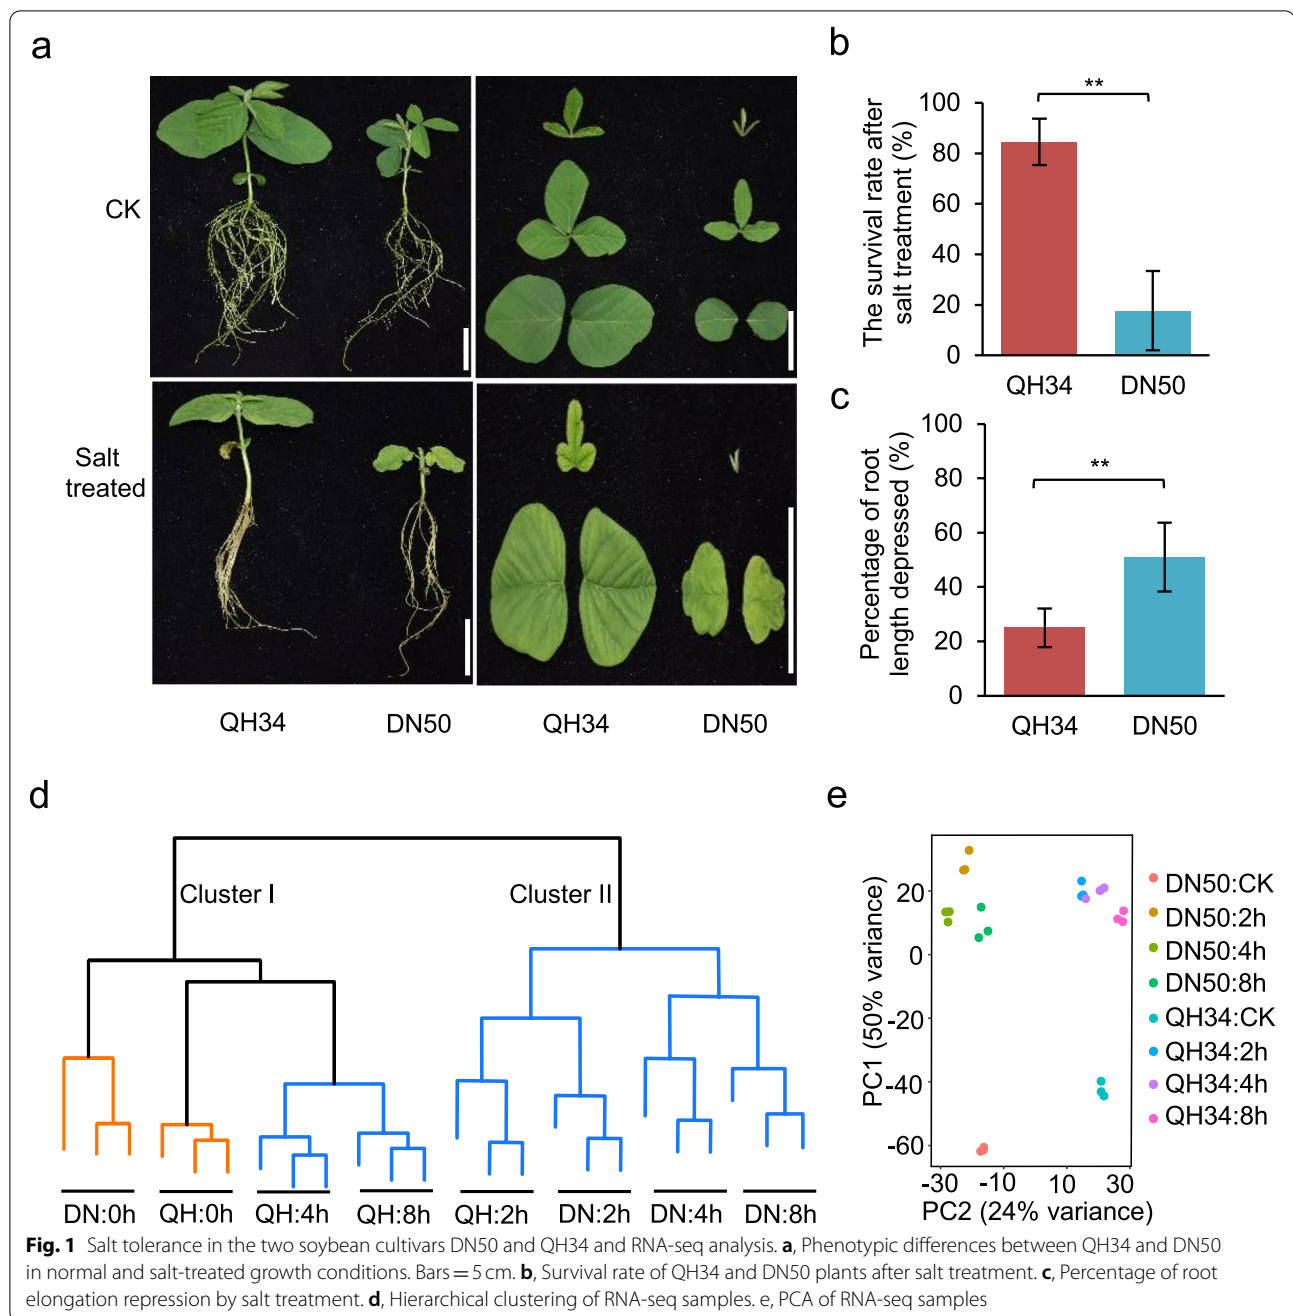 a
CK
Salt
treated
QH34
DN50
QH34
DN50
b
The survival rate after
salt treatment (%)
100
80
60
40
20
0
**
QH34
DN50
c
Percentage of root
length depressed (%)
100
80
60
40
20
0
**
QH34
DN50
d
Cluster I
Cluster II
DN:0h
QH:0h
QH:4h
QH:8h
QH:2h
DN:2h
DN:4h
DN:8h
e
PC1 (50% variance)
20
0
-20
-40
-60
-30
-10
10
30
PC2 (24% variance)
DN50:CK
DN50:2h
DN50:4h
DN50:8h
QH34:CK
QH34:2h
QH34:4h
QH34:8h
Fig. 1 Salt tolerance in the two soybean cultivars DN50 and QH34 and RNA-seq analysis. a, Phenotypic differences between QH34 and DN50
in normal and salt-treated growth conditions. Bars = 5 cm. b, Survival rate of QH34 and DN50 plants after salt treatment. c, Percentage of root
elongation repression by salt treatment. d, Hierarchical clustering of RNA-seq samples. e, PCA of RNA-seq samples